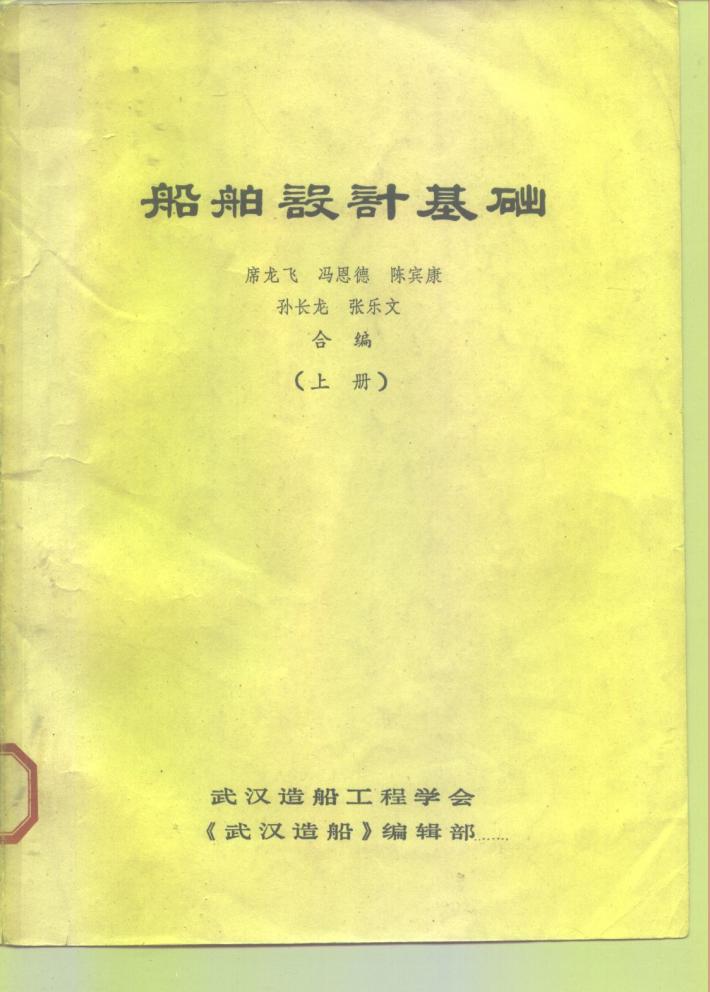 船舶設計基础
席龙飞 冯恩德 陈宾康
孙长龙 张乐文
合 编
(上 册)
武汉造船工程学会
《武汉造船》编辑部